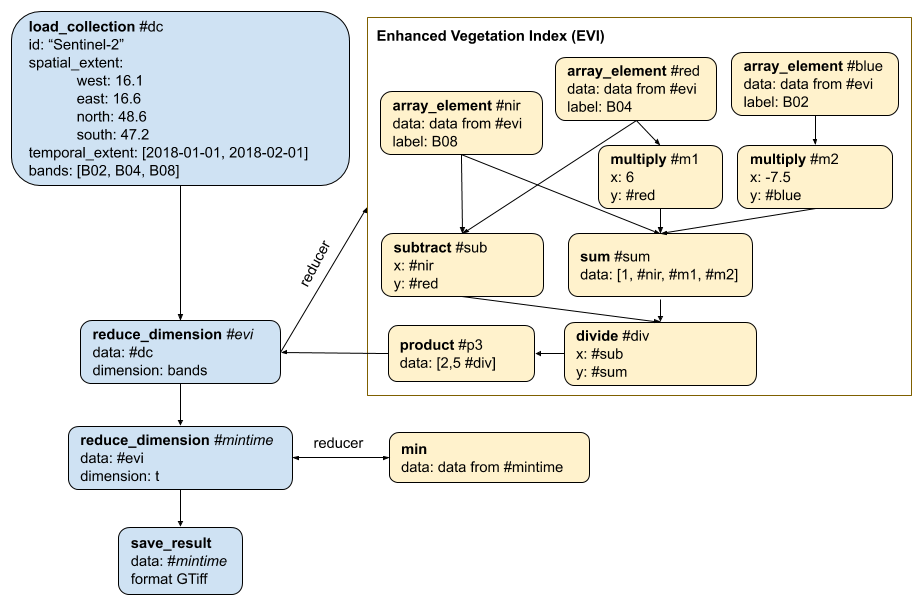 load_collection #dc
id: “Sentinel-2”
spatial_extent:
west: 16.1
east: 16.6
north: 48.6
south: 47.2
temporal_extent: [2018-01-01, 2018-02-01]
bands: [B02, B04, B08]
Enhanced Vegetation Index (EVI)
array_element #nir
data: data from #evi
label: B08
array_element #red
data: data from #evi
label: B04
array_element #blue
data: data from #evi
label: B02
multiply #m1
x: 6
y: #red
multiply #m2
x: -7.5
y: #blue
subtract #sub
x: #nir
y: #red
sum #sum
data: [1, #nir, #m1, #m2]
reducer
reduce_dimension #evi
data: #dc
dimension: bands
product #p3
data: [2,5 #div]
divide #div
x: #sub
y: #sum
reduce_dimension #mintime
data: #evi
dimension: t
reducer
min
data: data from #mintime
save_result
data: #mintime
format GTiff